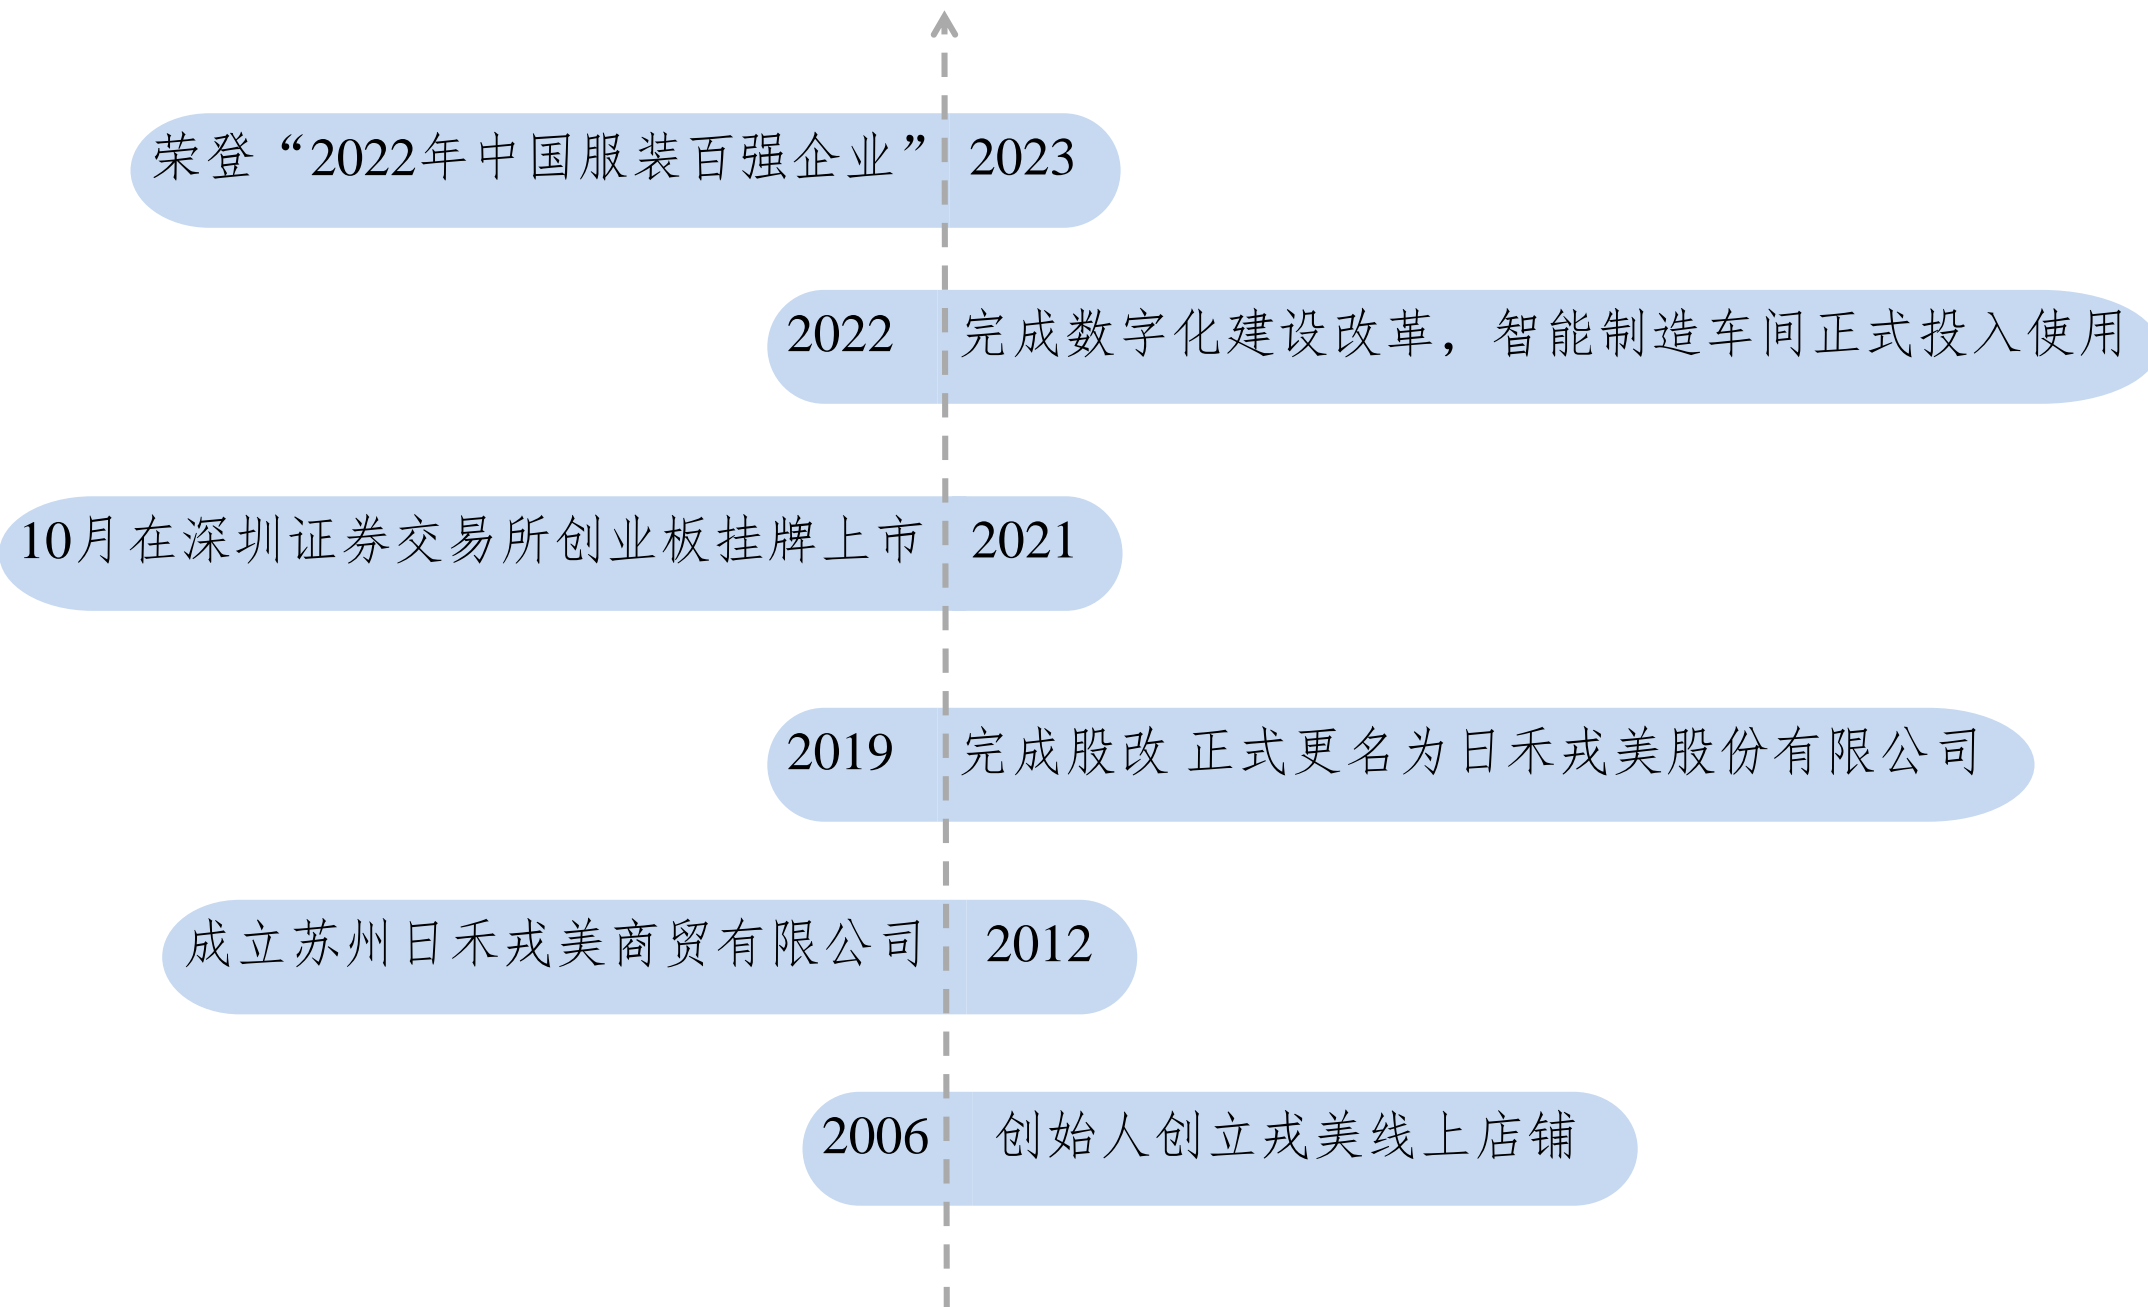 荣登“2022年中国服装百强企业” 2023
2022 完成数字化建设改革，智能制造车间正式投入使用
10月在深圳证券交易所创业板挂牌上市 2021
2019 完成股改 正式更名为日禾戎美股份有限公司
成立苏州日禾戎美商贸有限公司 2012
2006 创始人创立戎美线上店铺